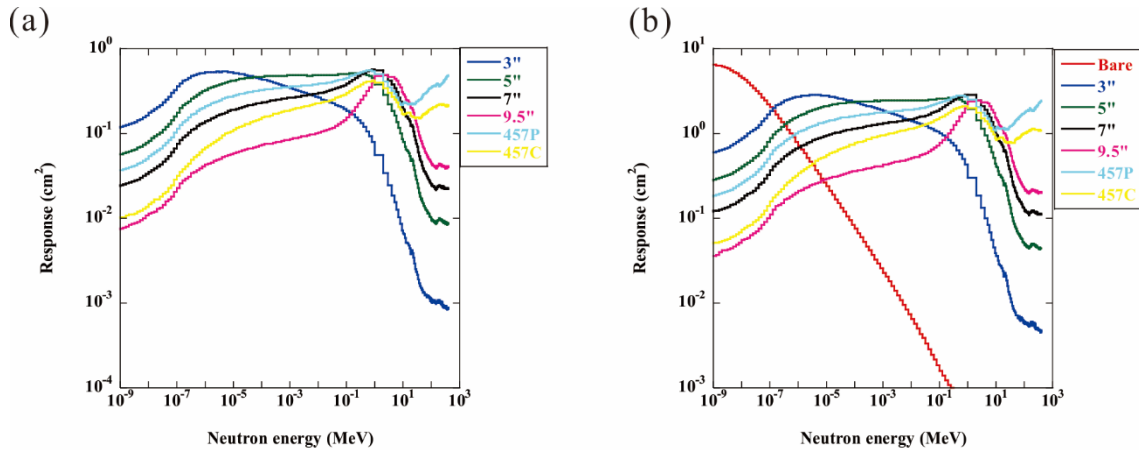 (a)
10^0
10^-1
10^-2
10^-3
10^-4
Response (cm^2)
10^-9 10^-7 10^-5 10^-3 10^-1 10^1 10^3
Neutron energy (MeV)
3"
5"
7"
9.5"
457P
457C
(b)
10^1
10^0
10^-1
10^-2
10^-3
Response (cm^2)
10^-9 10^-7 10^-5 10^-3 10^-1 10^1 10^3
Neutron energy (MeV)
Bare
3"
5"
7"
9.5"
457P
457C